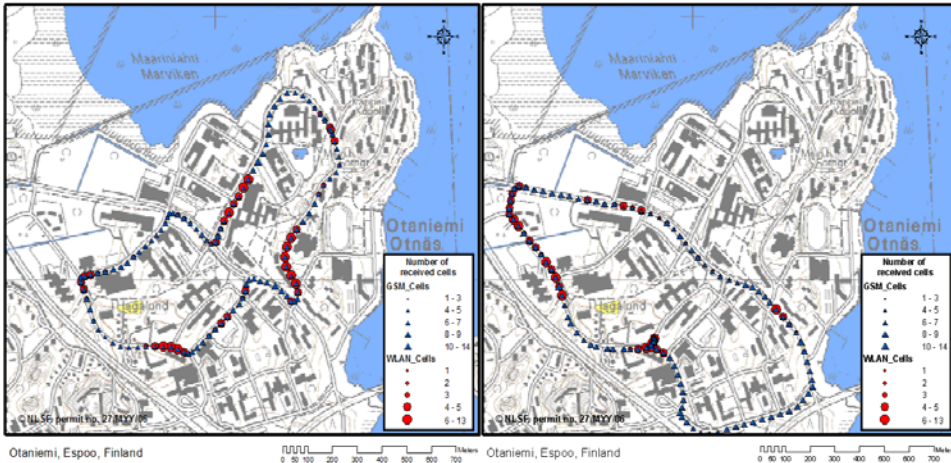 Maarinlahti
Marviken
Otaniemi
Otnäs
Number of
received cells
GSM_Cells
1 - 3
4 - 5
6 - 7
8 - 9
10 - 14
WLAN_Cells
1
2
3
4 - 5
6 - 13
© NLSF, permit no. 27/MYY/06
Otaniemi, Espoo, Finland
0 50 100 200 300 400 500 600 700 Meters
Maarinlahti
Marviken
Otaniemi
Otnäs
Number of
received cells
GSM_Cells
1 - 3
4 - 5
6 - 7
8 - 9
10 - 14
WLAN_Cells
1
2
3
4 - 5
6 - 13
© NLSF, permit no. 27/MYY/06
Otaniemi, Espoo, Finland
0 50 100 200 300 400 500 600 700 Meters